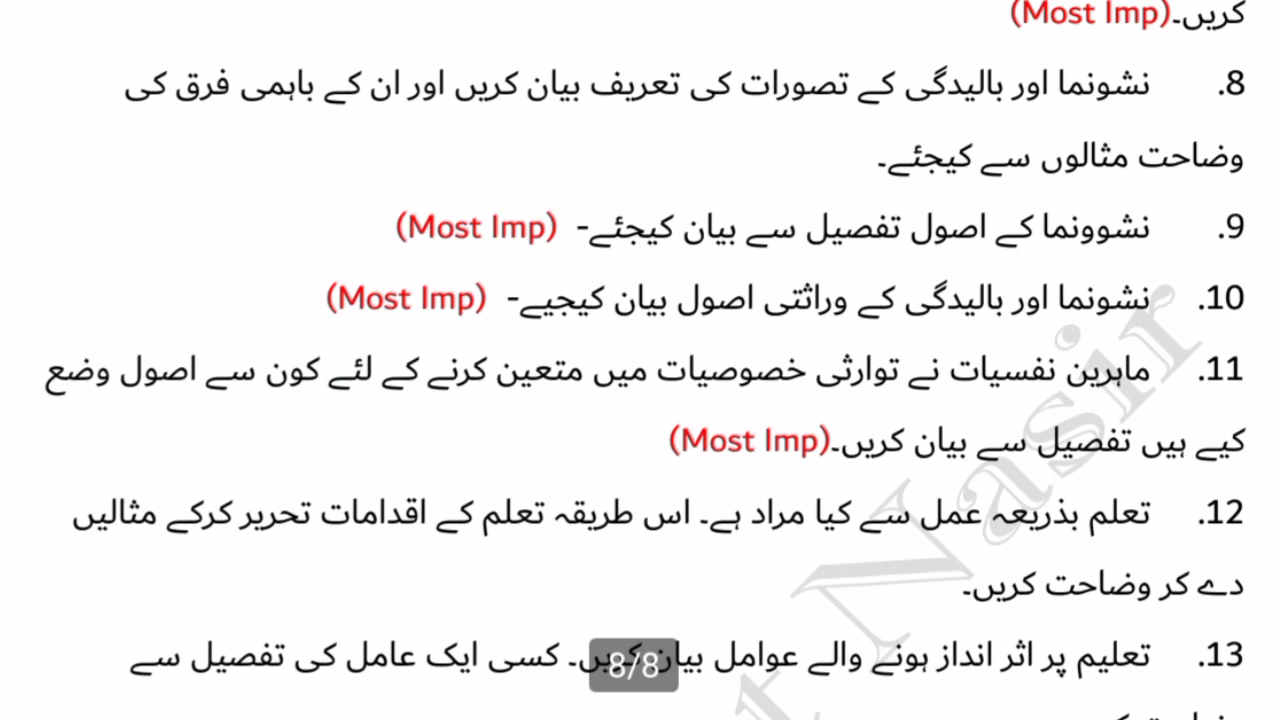 کریں۔(Most Imp)
8. نشونما اور بالیدگی کے تصورات کی تعریف بیان کریں اور ان کے باہمی فرق کی
وضاحت مثالوں سے کیجئے۔
9. نشوونما کے اصول تفصیل سے بیان کیجئے- (Most Imp)
10. نشونما اور بالیدگی کے وراثتی اصول بیان کیجیے- (Most Imp)
11. ماہرین نفسیات نے توارثی خصوصیات میں متعین کرنے کے لئے کون سے اصول وضع
کیے ہیں تفصیل سے بیان کریں۔(Most Imp)
12. تعلم بذریعہ عمل سے کیا مراد ہے۔ اس طریقہ تعلم کے اقدامات تحریر کرکے مثالیں
دے کر وضاحت کریں۔
13. تعلیم پر اثر انداز ہونے والے عوامل بیان کریں۔ کسی ایک عامل کی تفصیل سے
8/8
Nasir